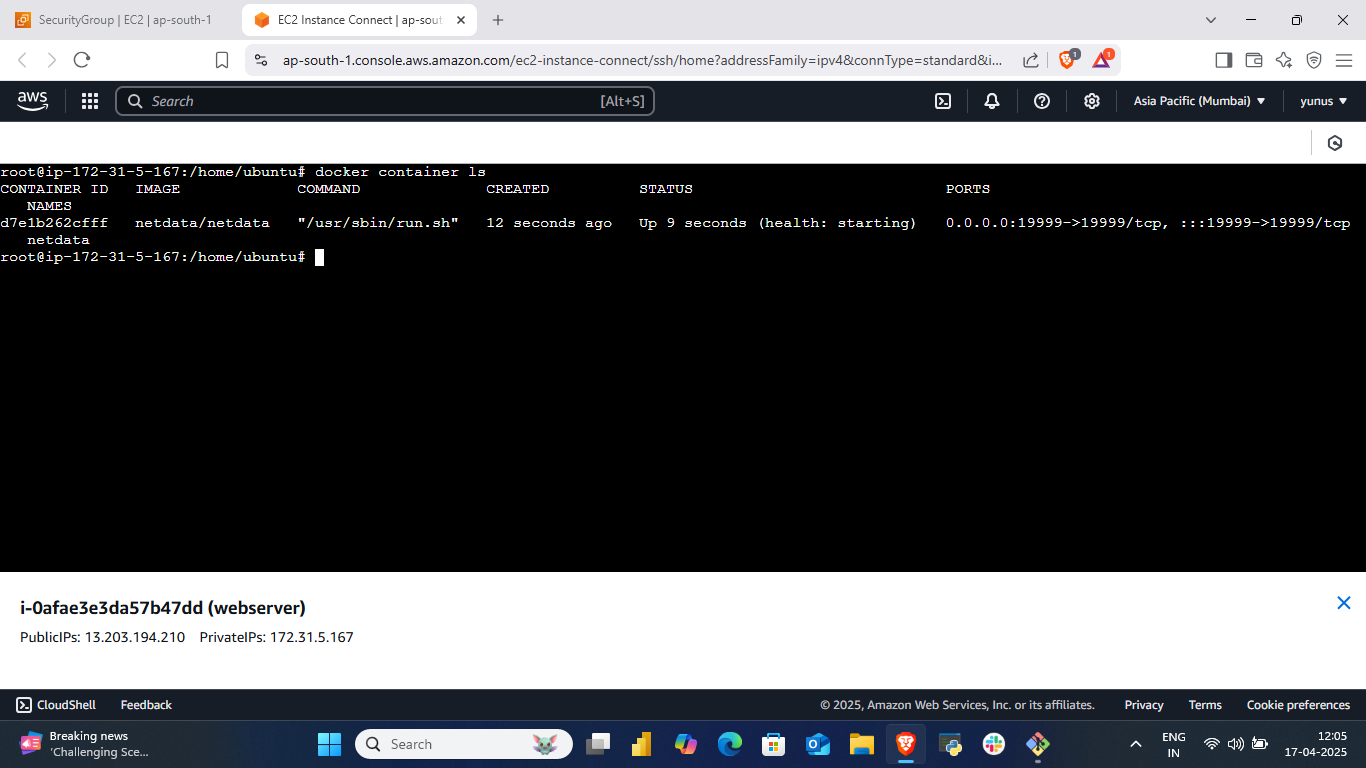 SecurityGroup | EC2 | ap-south-1
EC2 Instance Connect | ap-sout
ap-south-1.console.aws.amazon.com/ec2-instance-connect/ssh/home?addressFamily=ipv4&connType=standard&i...
1
1
aws
Search
[Alt+S]
Asia Pacific (Mumbai)
yunus
root@ip-172-31-5-167:/home/ubuntu# docker container ls
CONTAINER ID IMAGE COMMAND CREATED STATUS PORTS
NAMES
d7e1b262cfff netdata/netdata "/usr/sbin/run.sh" 12 seconds ago Up 9 seconds (health: starting) 0.0.0.0:19999->19999/tcp, :::19999->19999/tcp
netdata
root@ip-172-31-5-167:/home/ubuntu#
i-0afae3e3da57b47dd (webserver)
PublicIPs: 13.203.194.210 PrivateIPs: 172.31.5.167
CloudShell
Feedback
© 2025, Amazon Web Services, Inc. or its affiliates.
Privacy
Terms
Cookie preferences
Breaking news
'Challenging Sce...
Search
ENG
IN
12:05
17-04-2025